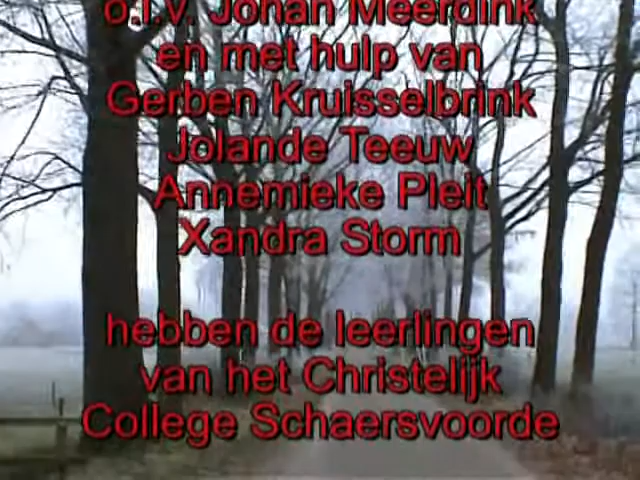 o.l.v. Johan Meerdink
en met hulp van
Gerben Kruisselbrink
Jolande Teeuw
Annemieke Pleit
Xandra Storm
hebben de leerlingen
van het Christelijk
College Schaersvoorde